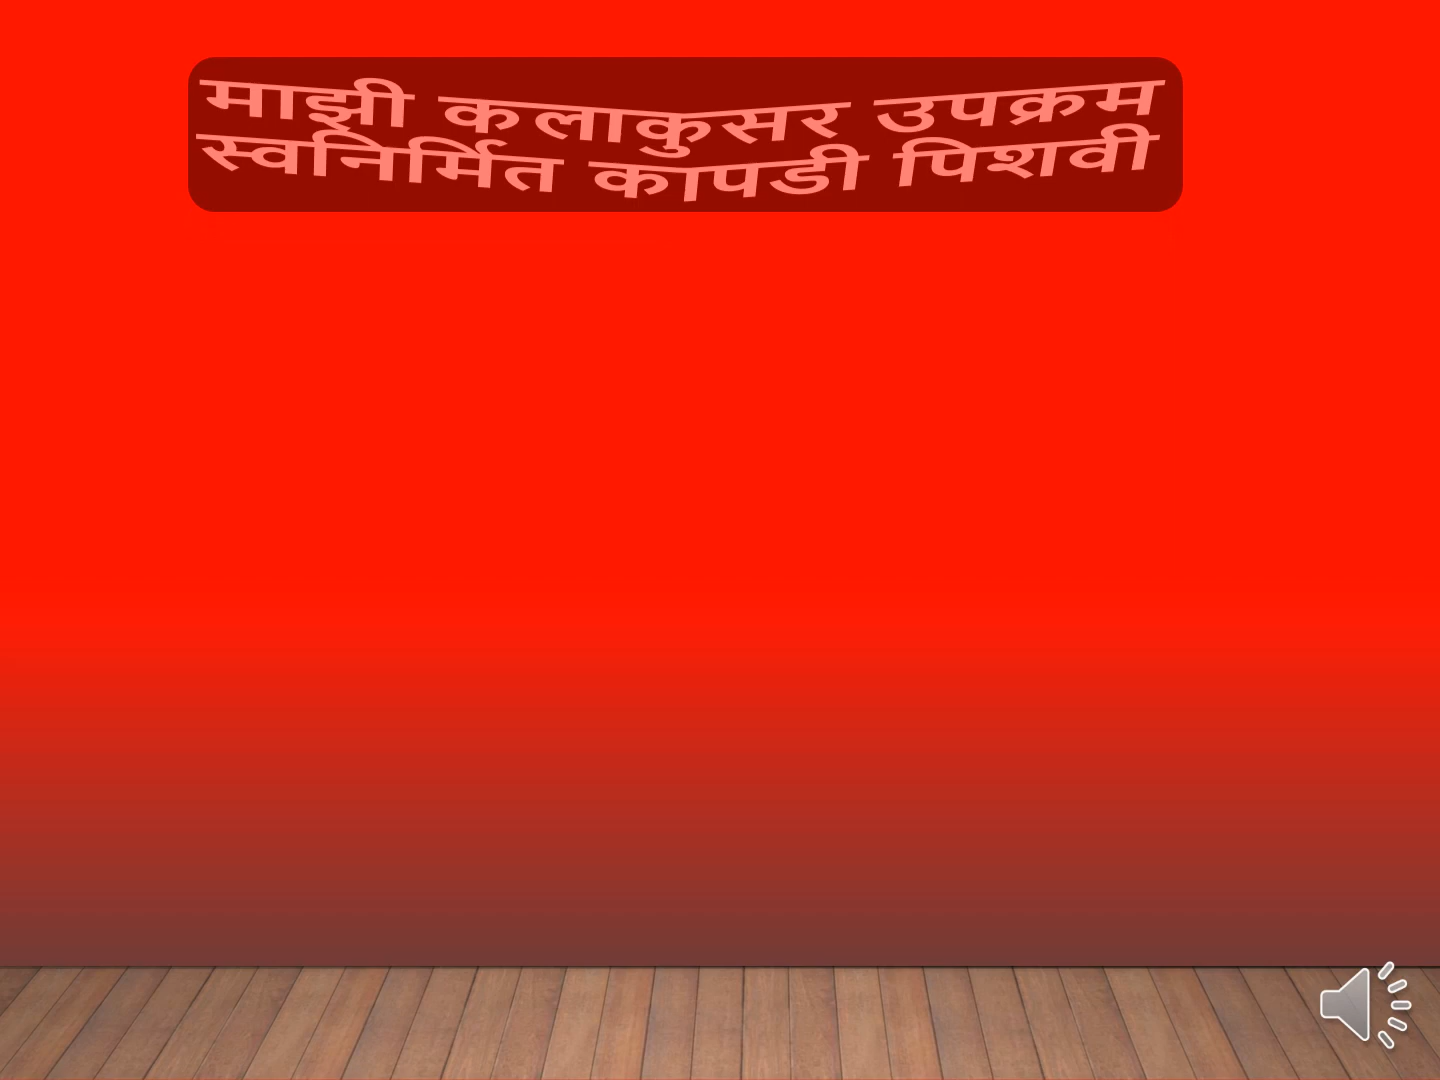 माझी कलाकुसर उपक्रम
स्वनिर्मित कापडी पिशवी